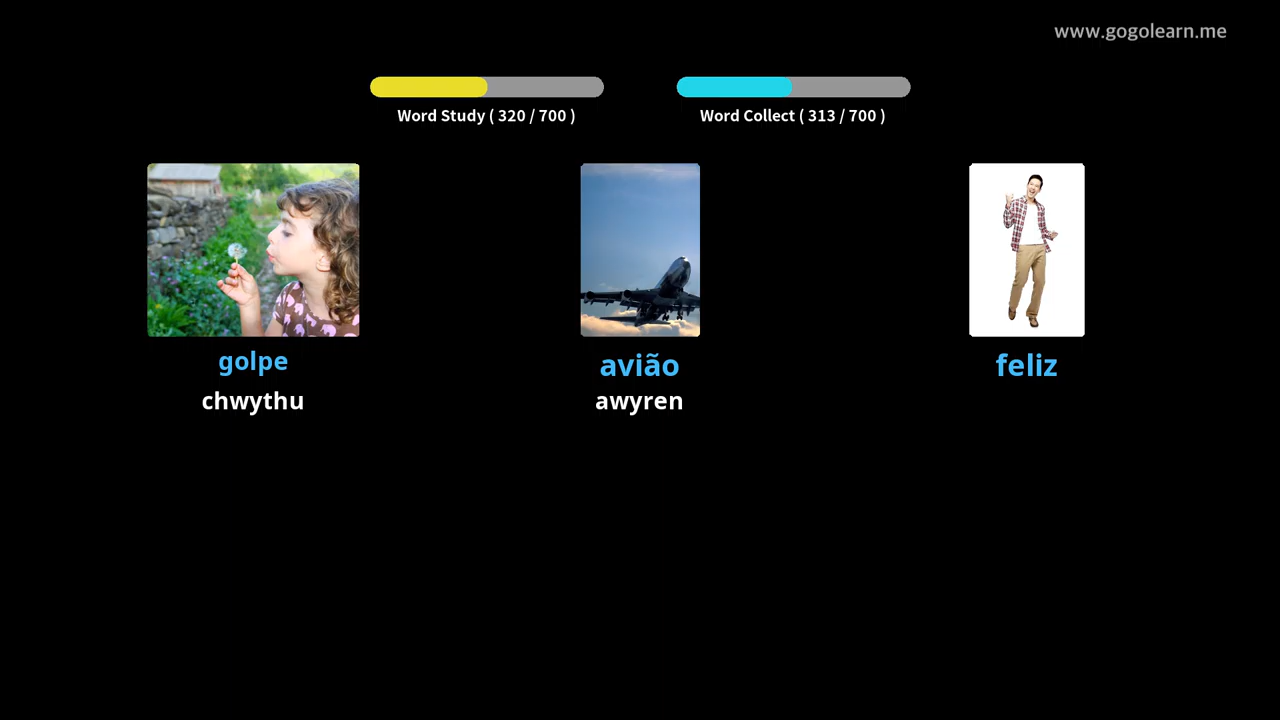 www.gogolearn.me
Word Study ( 320 / 700 )
Word Collect ( 313 / 700 )
golpe
avião
feliz
chwythu
awyren